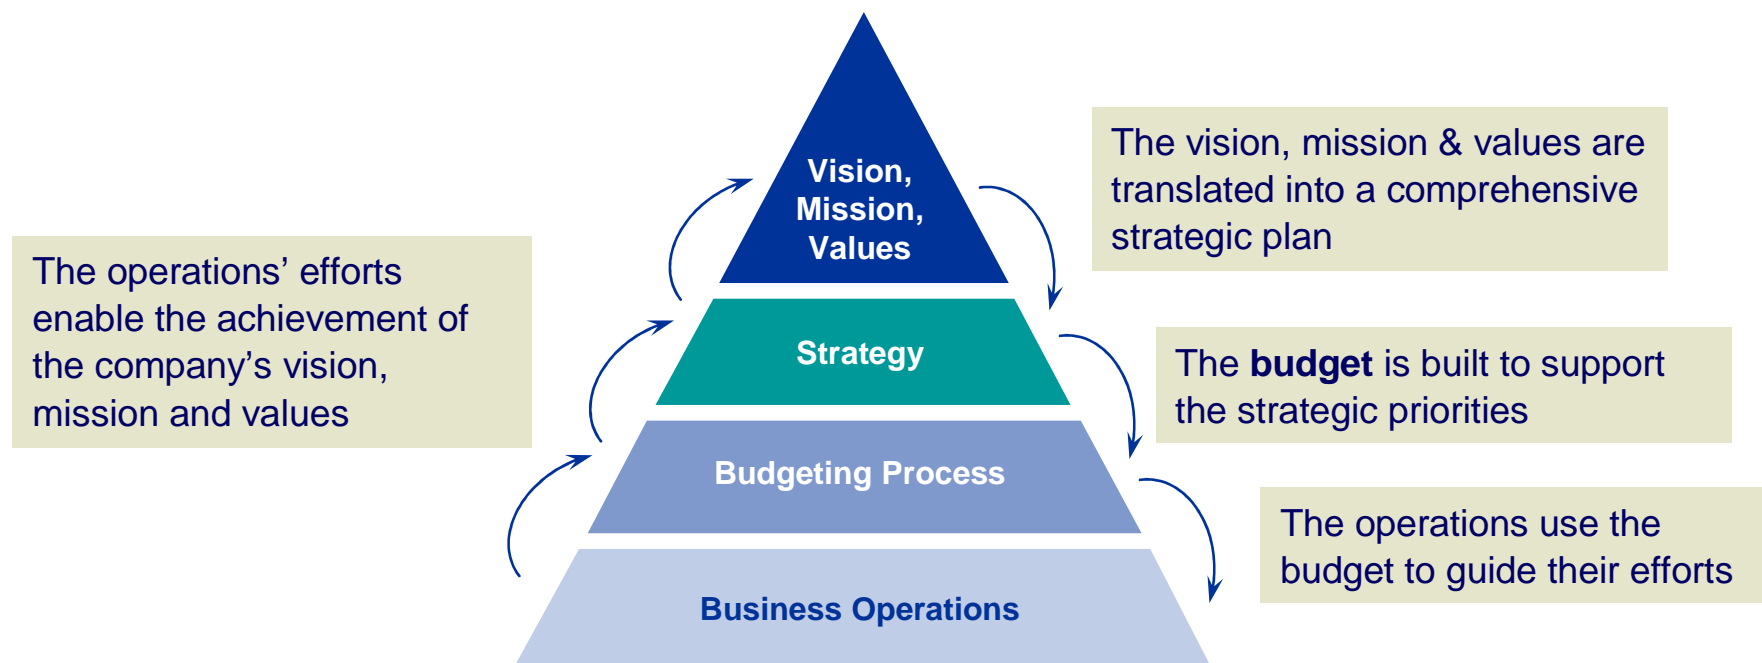 Vision,
Mission,
Values
The vision, mission & values are
translated into a comprehensive
strategic plan
The operations’ efforts
enable the achievement of
the company’s vision,
mission and values
Strategy
The budget is built to support
the strategic priorities
Budgeting Process
The operations use the
budget to guide their efforts
Business Operations